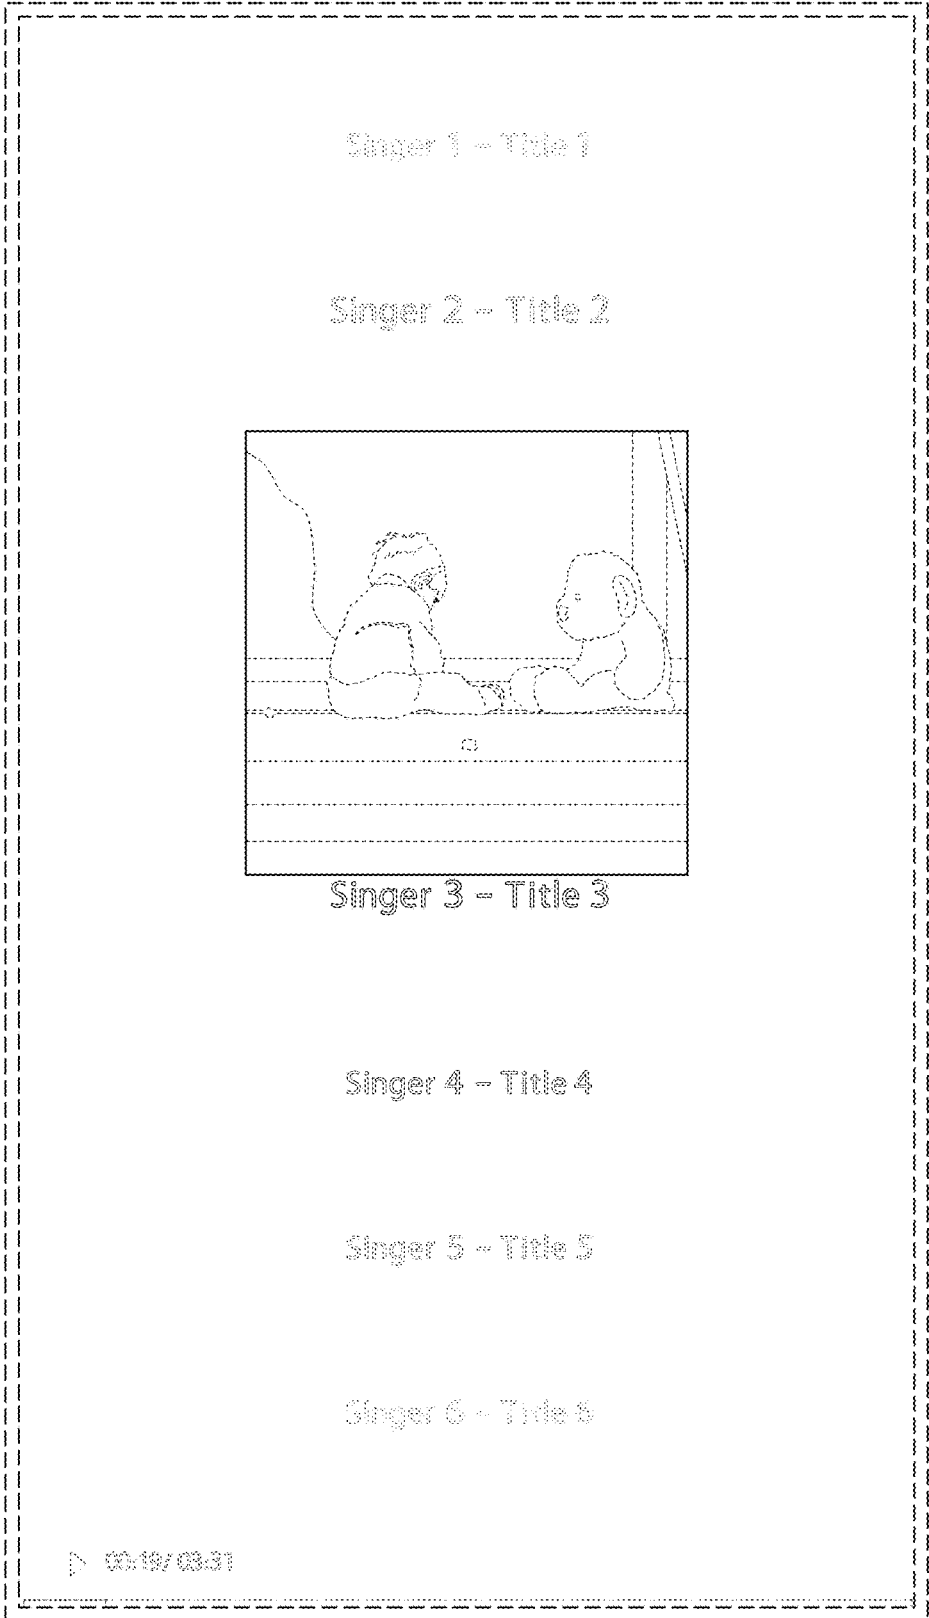 Singer 1 – Title 1
Singer 2 – Title 2
Singer 3 – Title 3
Singer 4 – Title 4
Singer 5 – Title 5
Singer 6 – Title 6
00:19/ 03:31